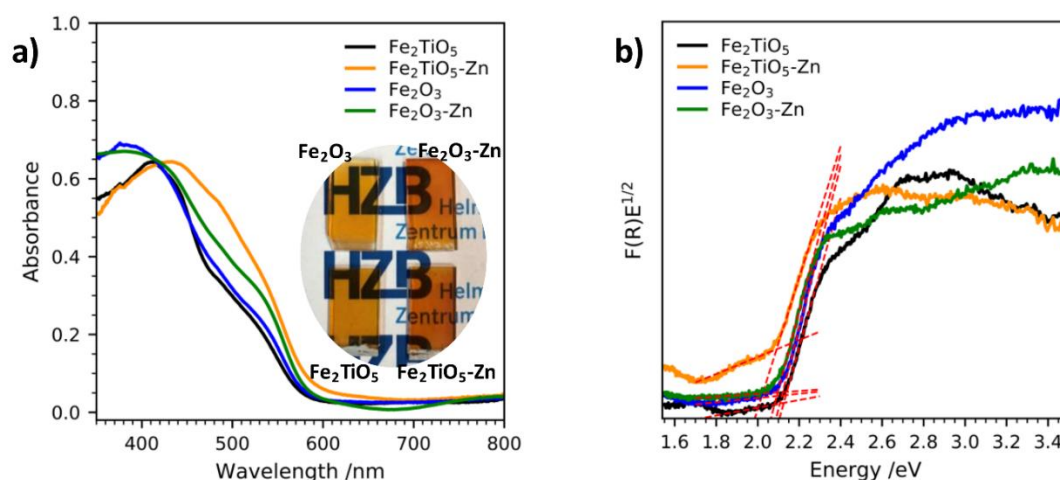 a)
Absorbance
1.0
0.8
0.6
0.4
0.2
0.0
400 500 600 700 800
Wavelength /nm
Fe₂TiO₅
Fe₂TiO₅-Zn
Fe₂O₃
Fe₂O₃-Zn
Fe₂O₃ Fe₂O₃-Zn
HZB Helm
Zentrum
HZB Helm
Zentrum
HZB
Fe₂TiO₅ Fe₂TiO₅-Zn
b)
F(R)E¹/²
Fe₂TiO₅
Fe₂TiO₅-Zn
Fe₂O₃
Fe₂O₃-Zn
1.6 1.8 2.0 2.2 2.4 2.6 2.8 3.0 3.2 3.4
Energy /eV